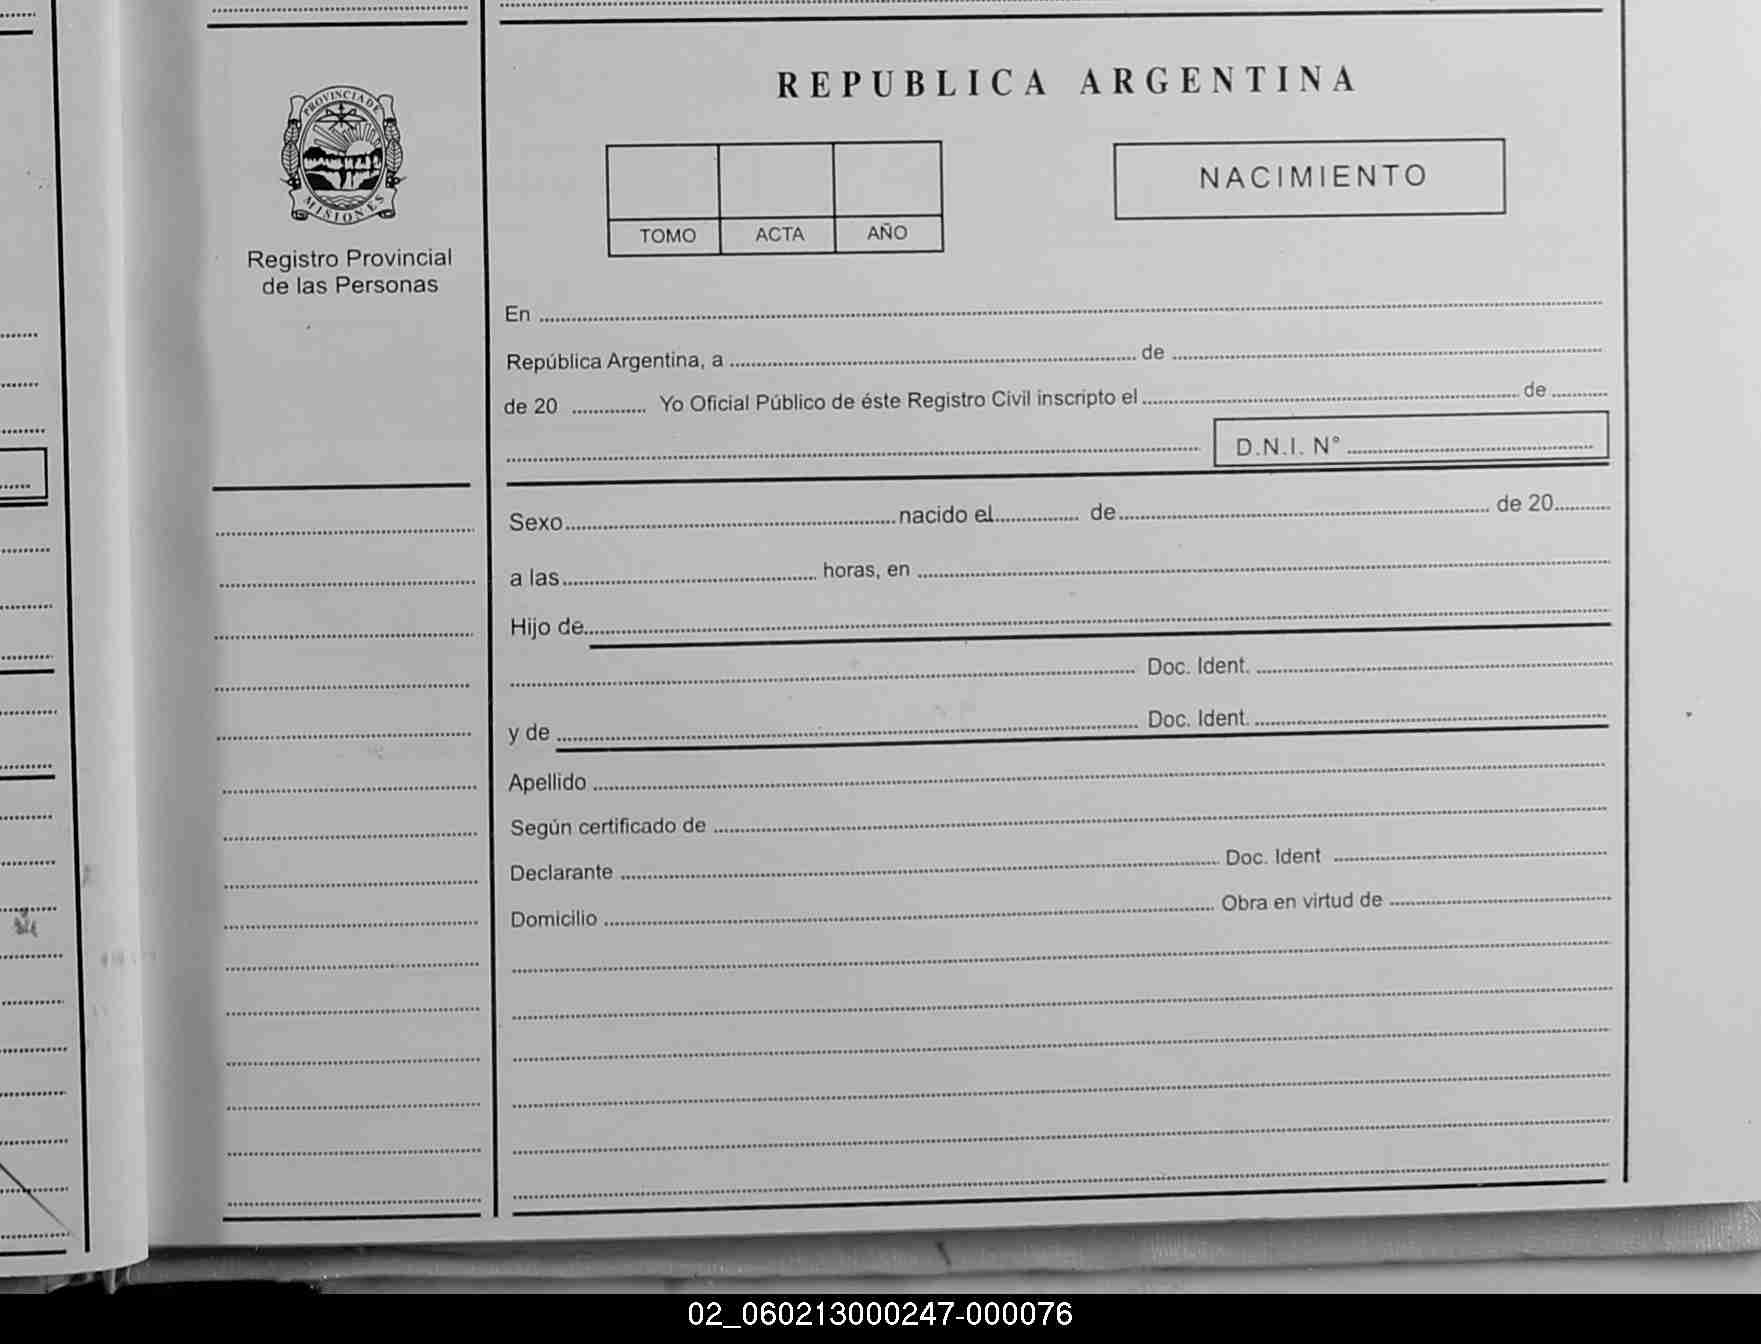 REPUBLICA ARGENTINA
PROVINCIA DE
MISIONES
Registro Provincial
de las Personas
TOMO ACTA AÑO
NACIMIENTO
En ........
República Argentina, a ........ de ........
de 20 ........ Yo Oficial Público de éste Registro Civil inscripto el ........ de ........
........ D.N.I. N° ........
Sexo ........ nacido el ........ de ........ de 20 ........
a las ........ horas, en ........
Hijo de ........
........ Doc. Ident. ........
y de ........ Doc. Ident. ........
Apellido ........
Según certificado de ........
Declarante ........ Doc. Ident ........
Domicilio ........ Obra en virtud de ........
02_060213000247-000076